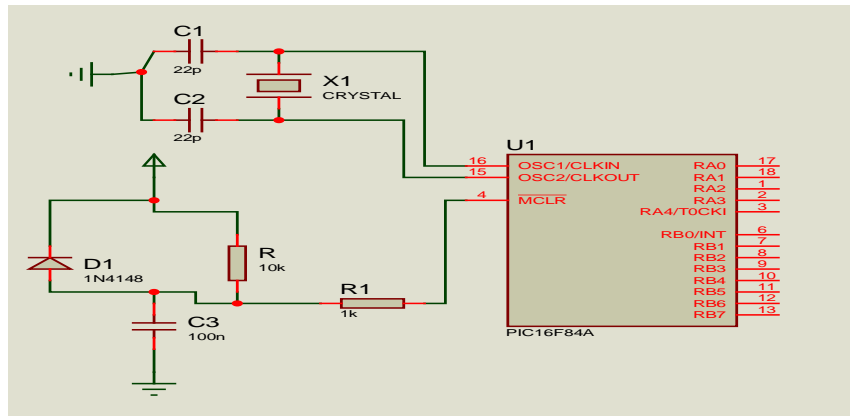 C1
22p
X1
CRYSTAL
C2
22p
U1
16 OSC1/CLKIN
15 OSC2/CLKOUT
4 MCLR
RA0 17
RA1 18
RA2 1
RA3 2
RA4/T0CKI 3
RB0/INT 6
RB1 7
RB2 8
RB3 9
RB4 10
RB5 11
RB6 12
RB7 13
PIC16F84A
D1
1N4148
R
10k
R1
1k
C3
100n